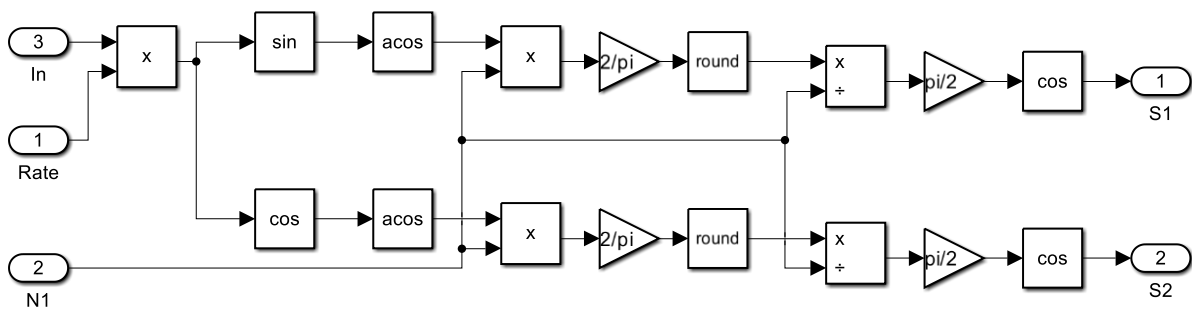 3
In
x
sin
acos
x
2/pi
round
x
÷
pi/2
cos
1
S1
1
Rate
cos
acos
x
2/pi
round
x
÷
pi/2
cos
2
S2
2
N1